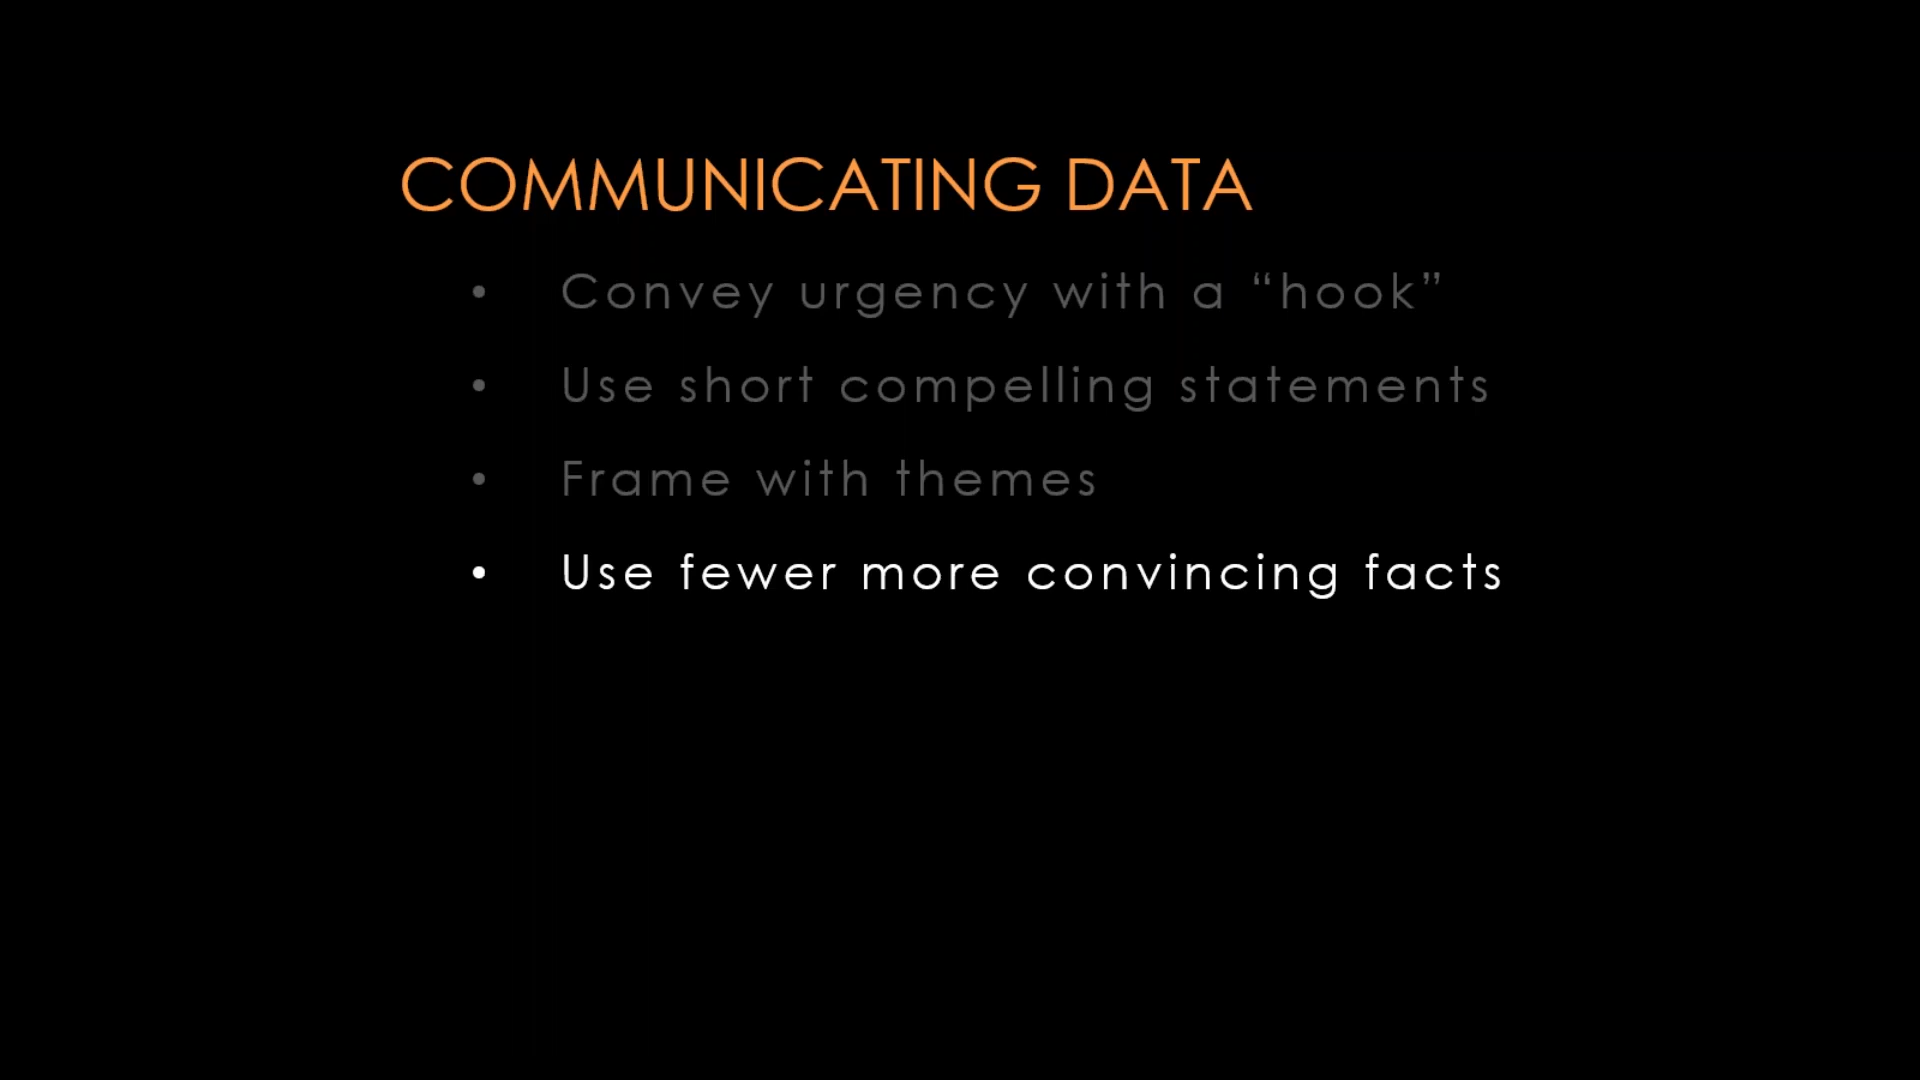 COMMUNICATING DATA
• Convey urgency with a “hook”
• Use short compelling statements
• Frame with themes
• Use fewer more convincing facts